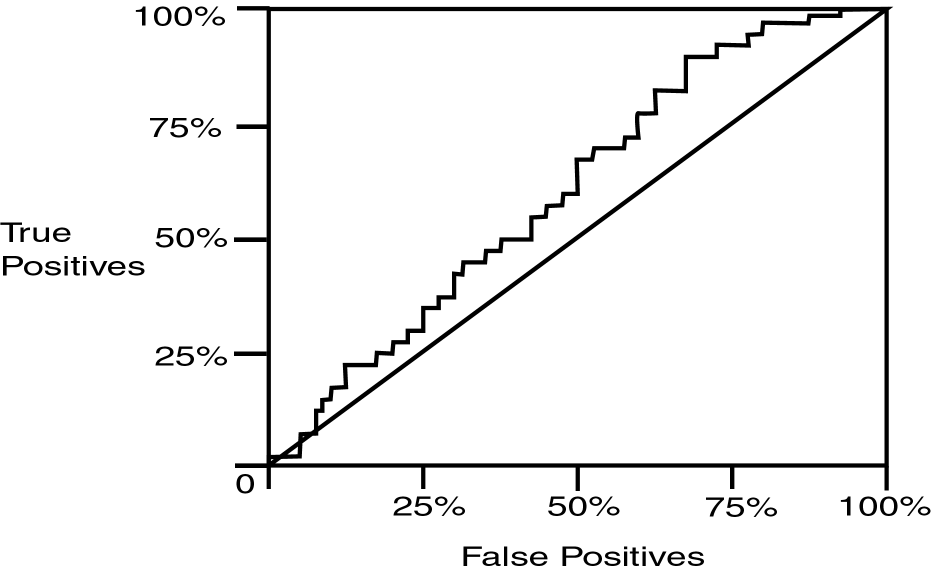 100%
75%
True
Positives
50%
25%
0
25% 50% 75% 100%
False Positives